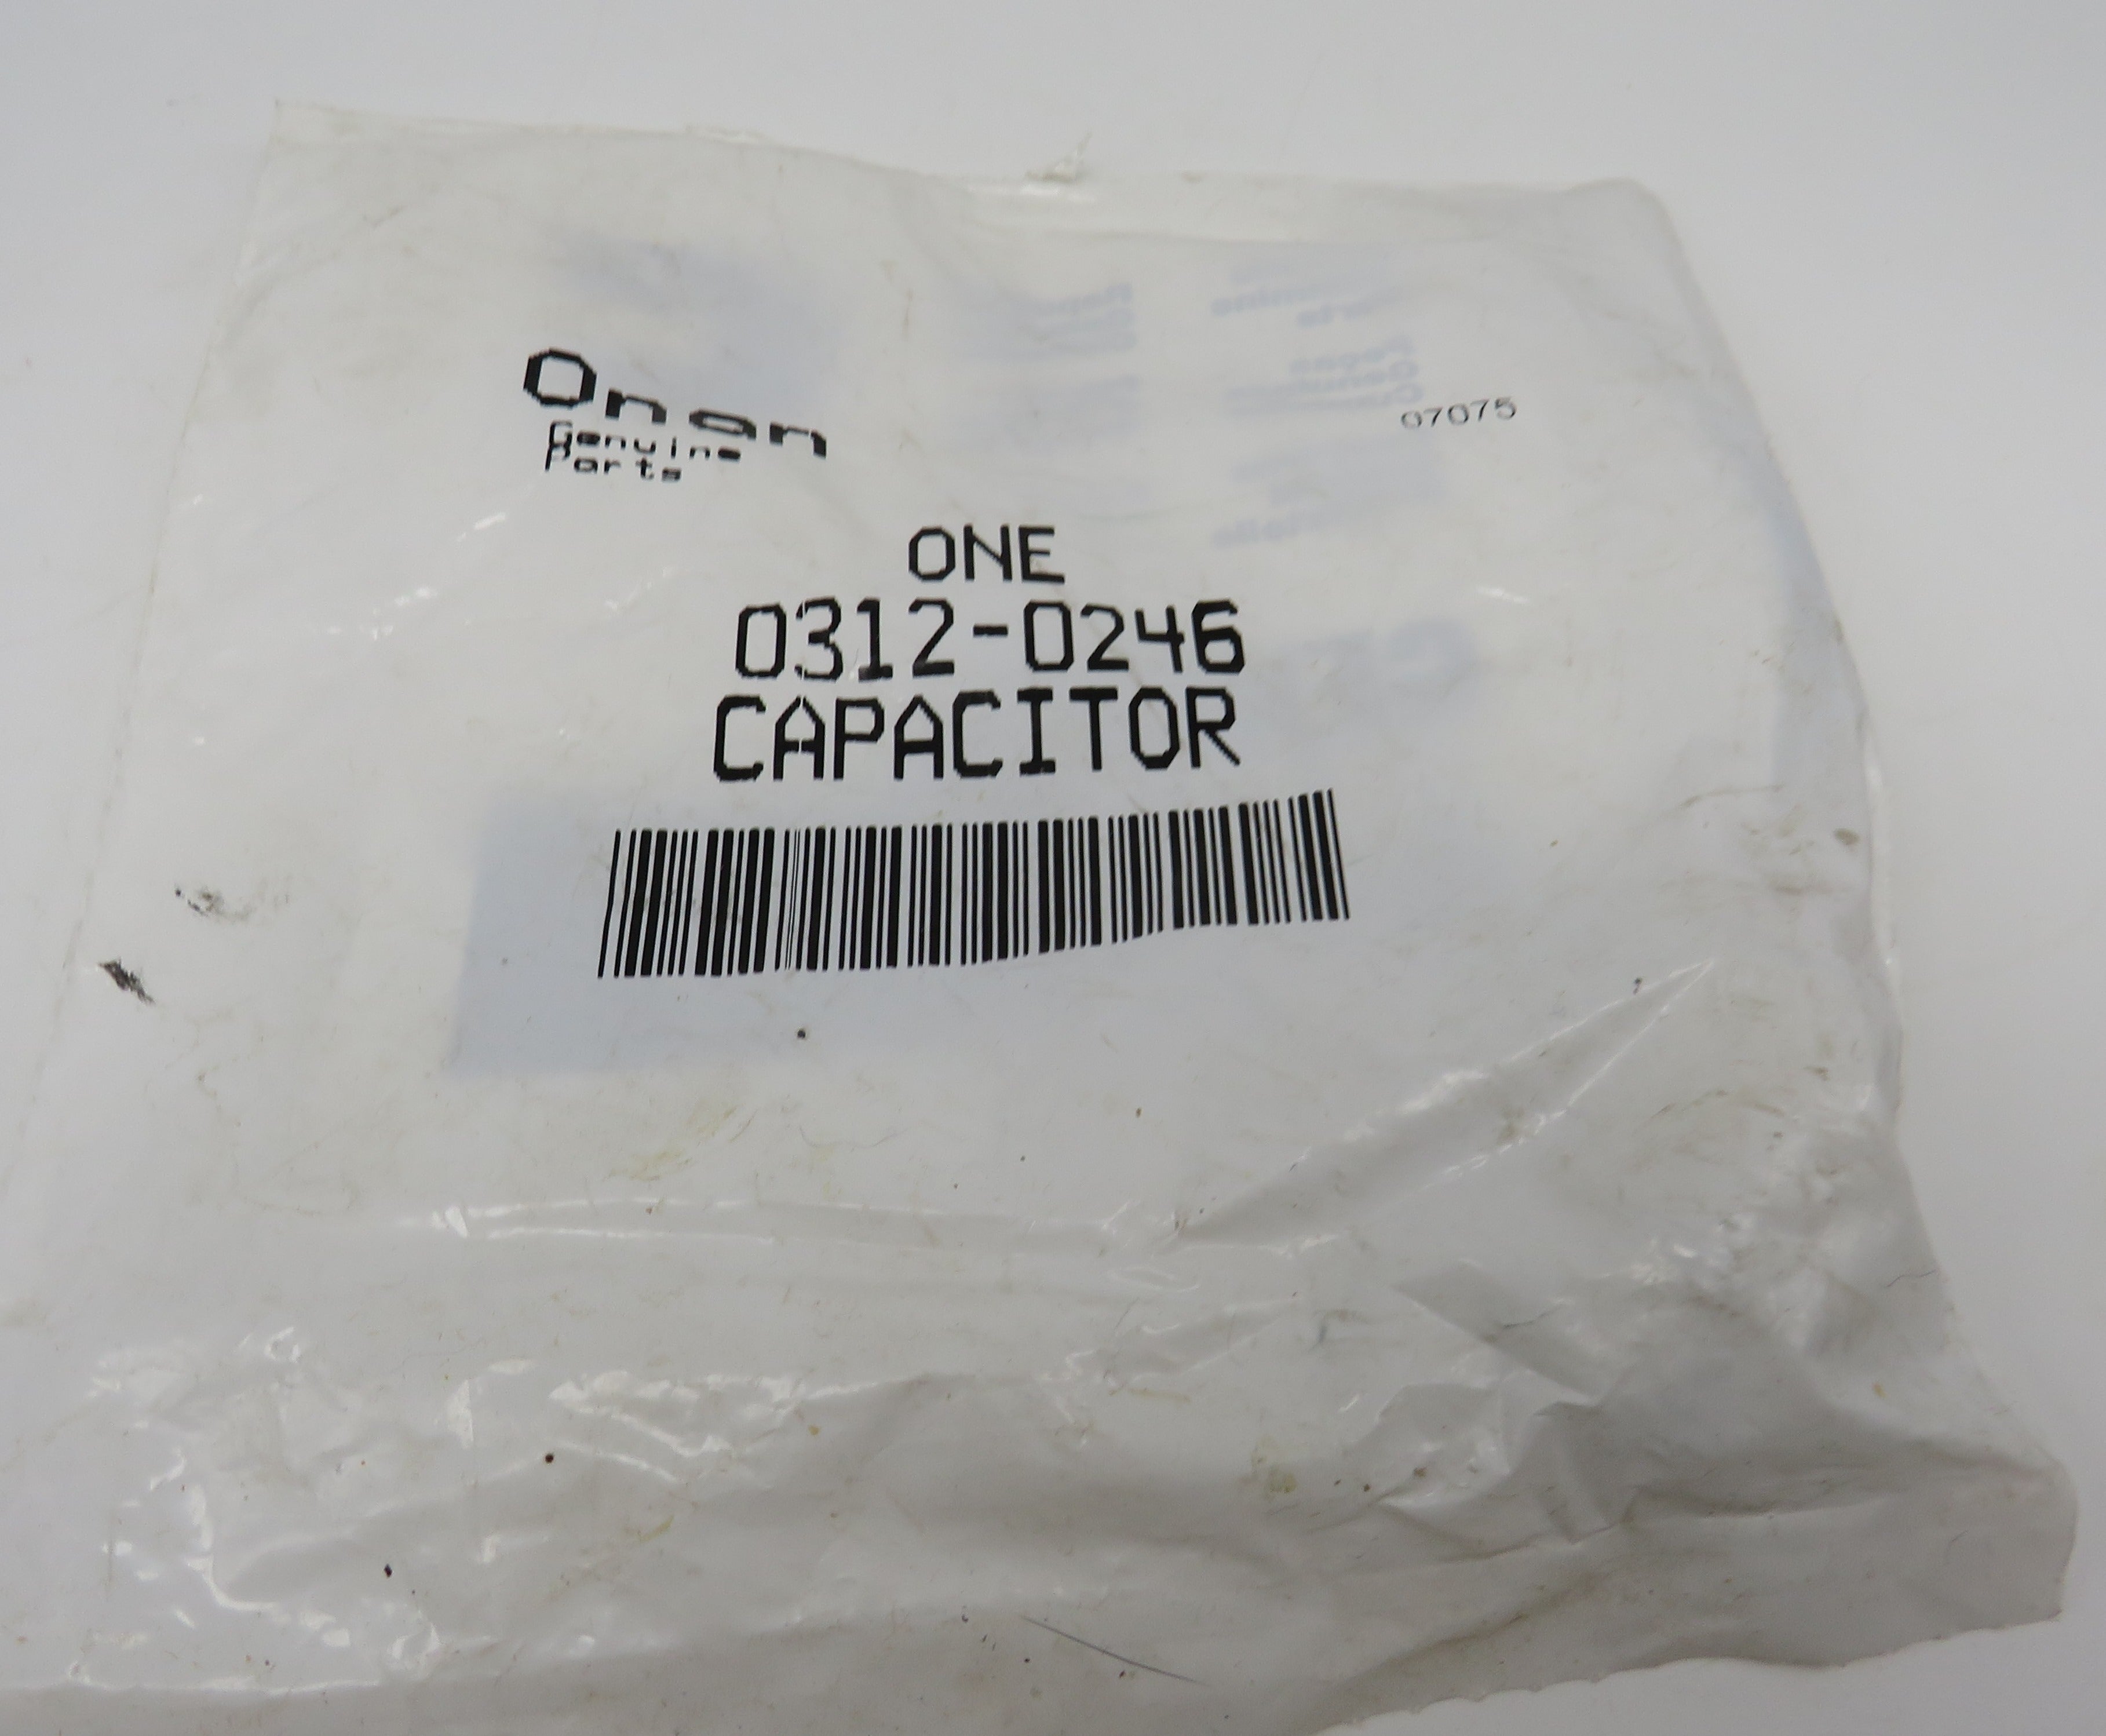 Onan
Genuine
Parts
07075
ONE
0312-0246
CAPACITOR